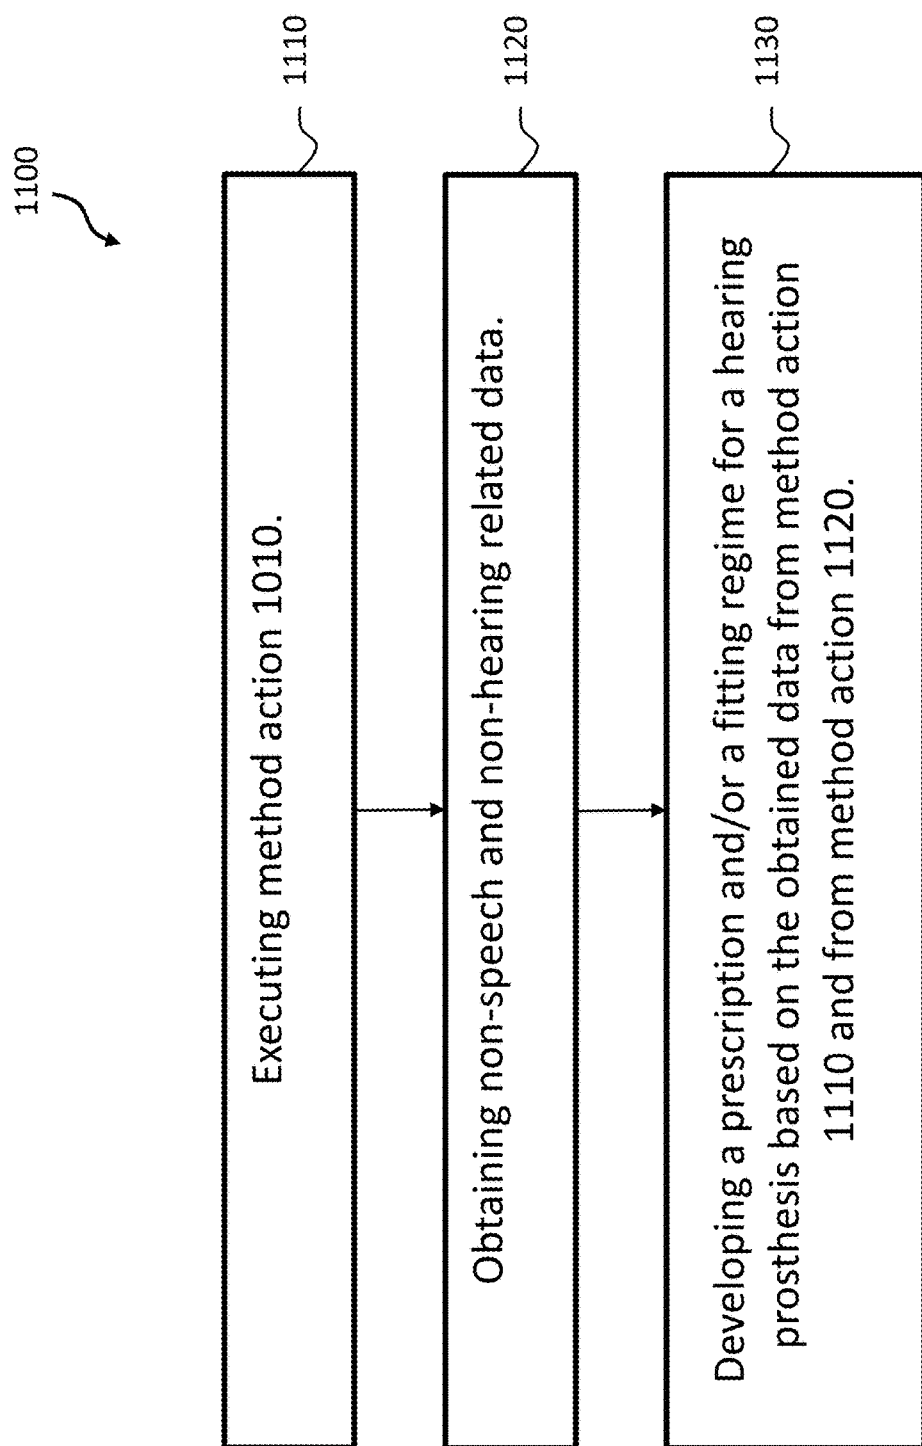 1100
Executing method action 1010.
1110
Obtaining non-speech and non-hearing related data.
1120
Developing a prescription and/or a fitting regime for a hearing
prosthesis based on the obtained data from method action
1110 and from method action 1120.
1130